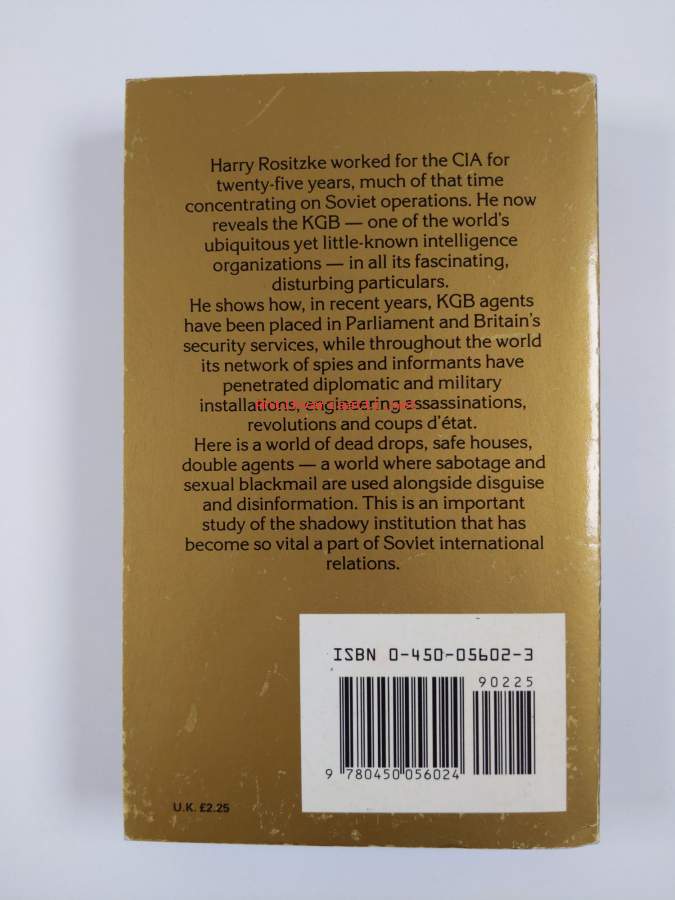 Harry Rositzke worked for the CIA for
twenty-five years, much of that time
concentrating on Soviet operations. He now
reveals the KGB — one of the world's
ubiquitous yet little-known intelligence
organizations — in all its fascinating,
disturbing particulars.
He shows how, in recent years, KGB agents
have been placed in Parliament and Britain's
security services, while throughout the world
its network of spies and informants have
penetrated diplomatic and military
installations, engineering assassinations,
revolutions and coups d'état.
Here is a world of dead drops, safe houses,
double agents — a world where sabotage and
sexual blackmail are used alongside disguise
and disinformation. This is an important
study of the shadowy institution that has
become so vital a part of Soviet international
relations.
ISBN 0-450-05602-3
90225
9 780450 056024
U.K. £2.25